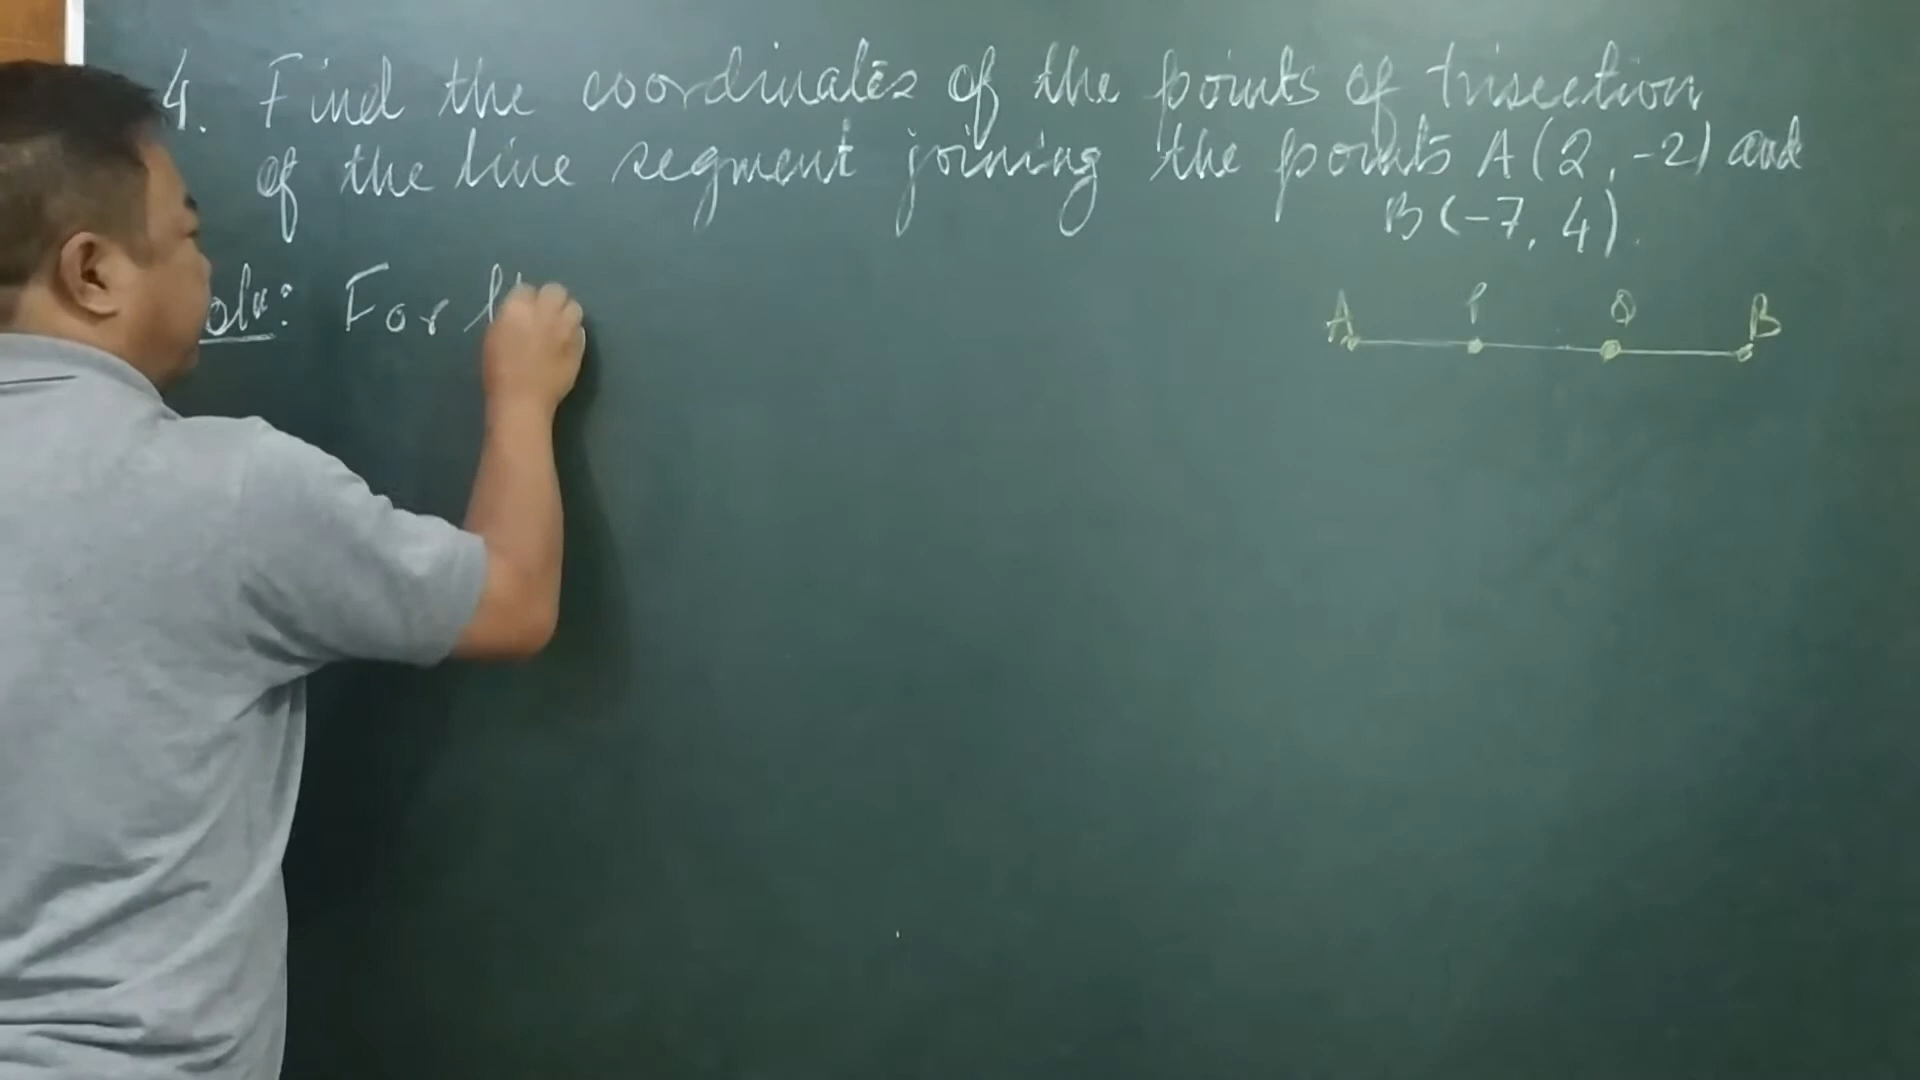 4. Find the coordinates of the points of trisection
of the line segment joining the points A(2, -2) and
B(-7, 4).
oln: For
A P Q B